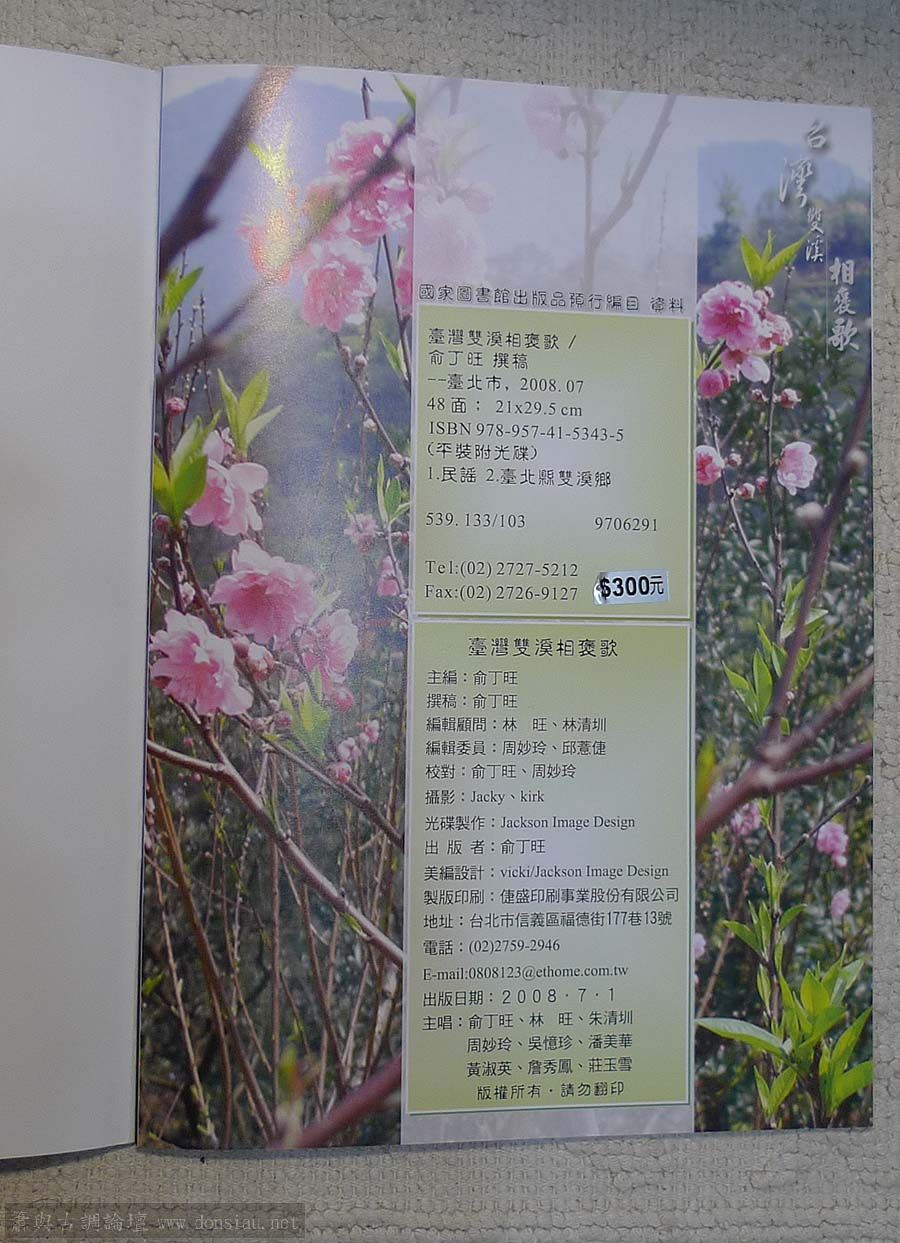 台灣雙溪
相褒歌
國家圖書館出版品預行編目 資料
臺灣雙溪相褒歌 /
俞丁旺 撰稿
--臺北市, 2008.07
48 面； 21x29.5 cm
ISBN 978-957-41-5343-5
(平裝附光碟)
1.民謠 2.臺北縣雙溪鄉
539.133/103 9706291
Tel:(02) 2727-5212
Fax:(02) 2726-9127
$300元
臺灣雙溪相褒歌
主編：俞丁旺
撰稿：俞丁旺
編輯顧問：林　旺、林清圳
編輯委員：周妙玲、邱薏倢
校對：俞丁旺、周妙玲
攝影：Jacky、kirk
光碟製作：Jackson Image Design
出 版 者：俞丁旺
美編設計：vicki/Jackson Image Design
製版印刷：倢盛印刷事業股份有限公司
地址：台北市信義區福德街177巷13號
電話：(02)2759-2946
E-mail:0808123@ethome.com.tw
出版日期：２００８．７．１
主唱：俞丁旺、林　旺、朱清圳
周妙玲、吳憶珍、潘美華
黃淑英、詹秀鳳、莊玉雪
版權所有．請勿翻印
蕭與古調論壇 www.donsiau.net